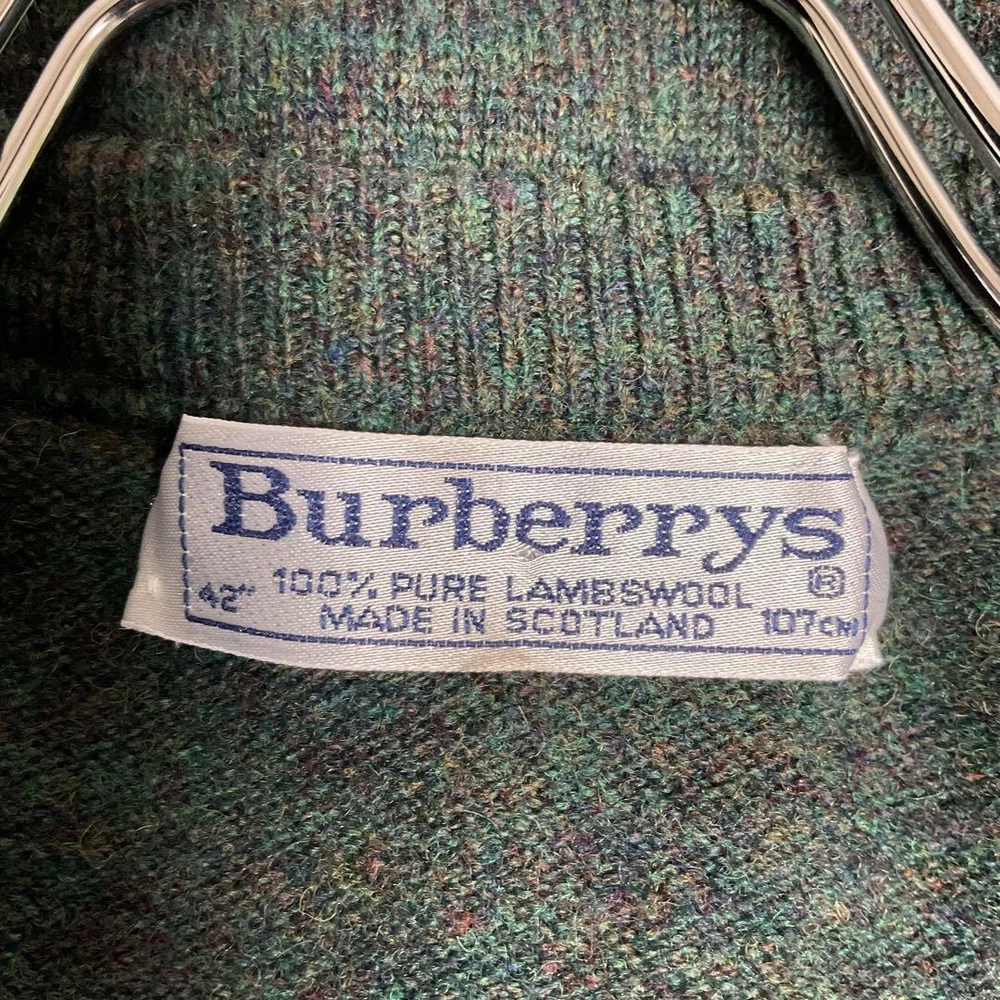 Burberrys ®
42" 100% PURE LAMBSWOOL
MADE IN SCOTLAND 107CM